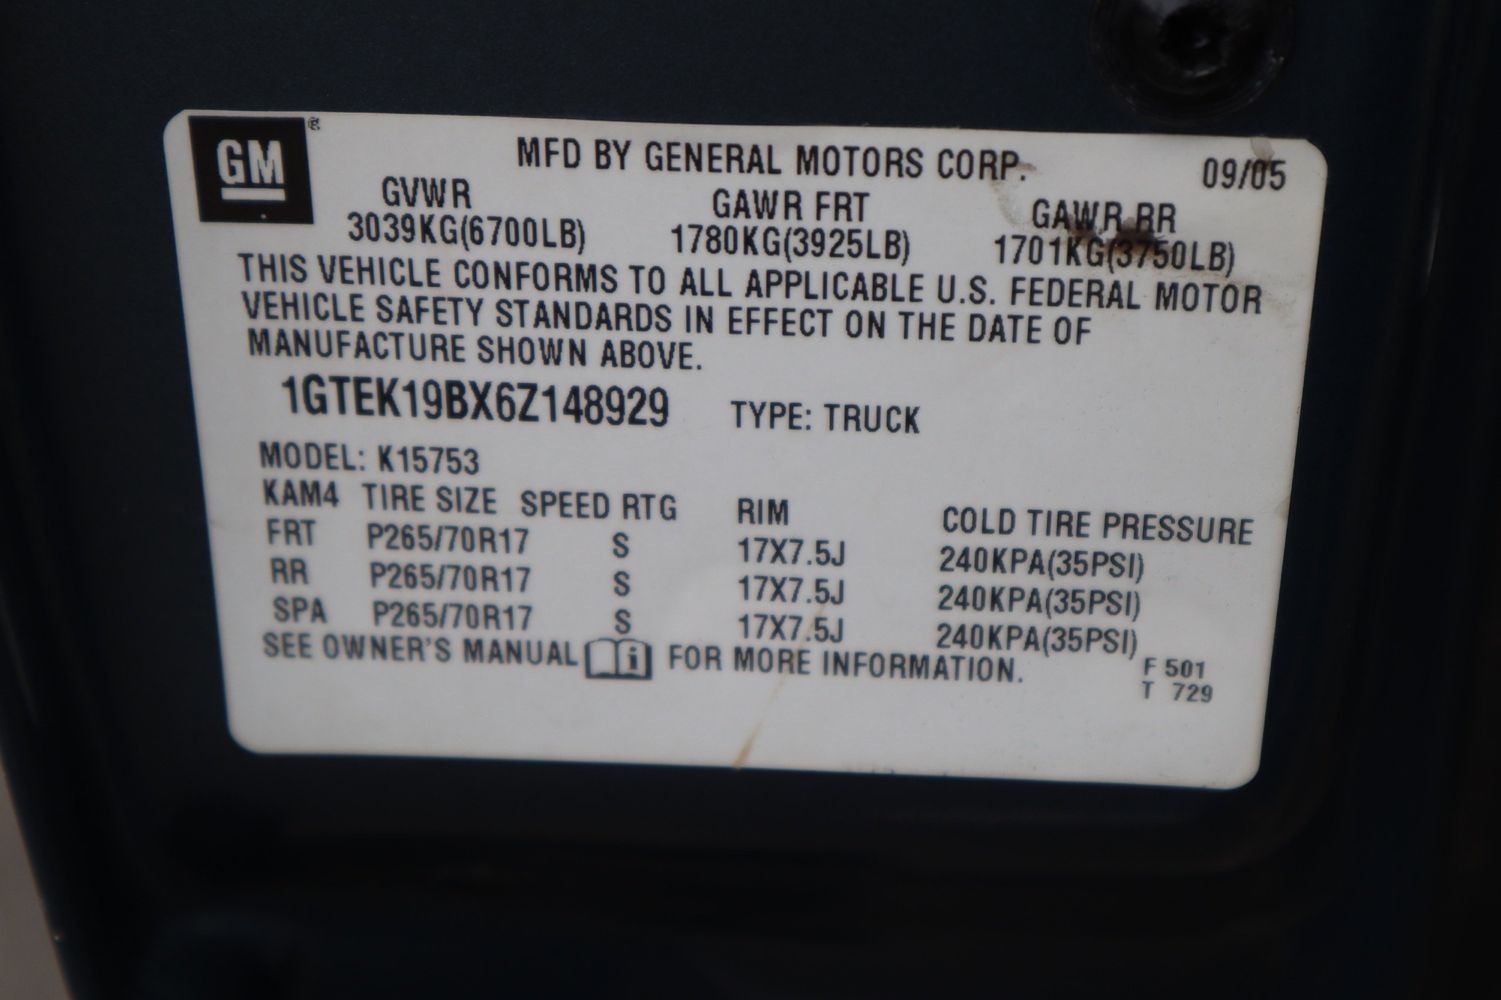 GM ®
MFD BY GENERAL MOTORS CORP. 09/05
GVWR GAWR FRT GAWR RR
3039KG(6700LB) 1780KG(3925LB) 1701KG(3750LB)
THIS VEHICLE CONFORMS TO ALL APPLICABLE U.S. FEDERAL MOTOR
VEHICLE SAFETY STANDARDS IN EFFECT ON THE DATE OF
MANUFACTURE SHOWN ABOVE.
1GTEK19BX6Z148929 TYPE: TRUCK
MODEL: K15753
KAM4 TIRE SIZE SPEED RTG RIM COLD TIRE PRESSURE
FRT P265/70R17 S 17X7.5J 240KPA(35PSI)
RR P265/70R17 S 17X7.5J 240KPA(35PSI)
SPA P265/70R17 S 17X7.5J 240KPA(35PSI)
SEE OWNER'S MANUAL i FOR MORE INFORMATION.
F 501
T 729